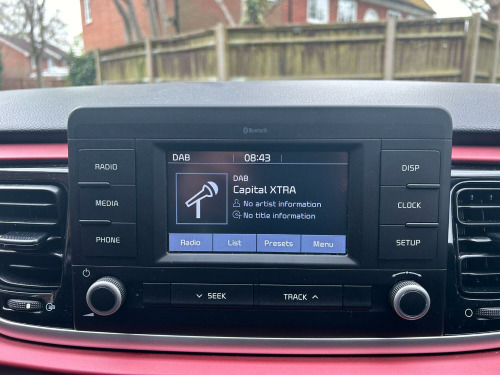 Bluetooth
RADIO
MEDIA
PHONE
DAB 08:43
DAB
Capital XTRA
No artist information
No title information
Radio List Presets Menu
DISP
CLOCK
SETUP
SEEK
TRACK